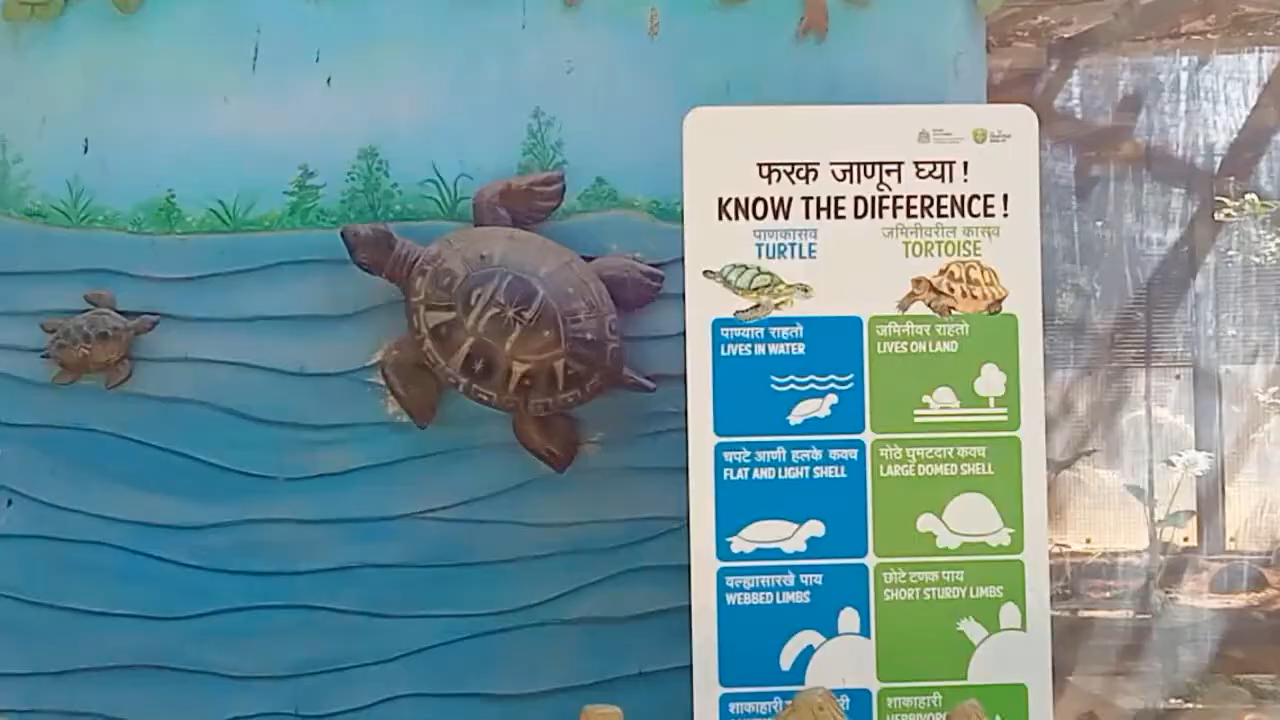 फरक जाणून घ्या!
KNOW THE DIFFERENCE!
पाणकासव
TURTLE
जमिनीवरील कासव
TORTOISE
पाण्यात राहतो
LIVES IN WATER
जमिनीवर राहतो
LIVES ON LAND
चपटे आणी हलके कवच
FLAT AND LIGHT SHELL
मोठे घुमटदार कवच
LARGE DOMED SHELL
वल्ह्यासारखे पाय
WEBBED LIMBS
छोटे टणक पाय
SHORT STURDY LIMBS
शाकाहारी
शाकाहारी